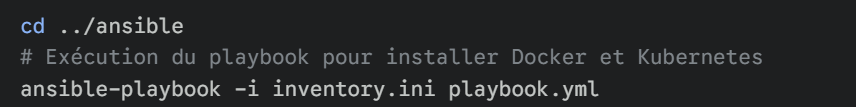 cd ../ansible
# Exécution du playbook pour installer Docker et Kubernetes
ansible-playbook -i inventory.ini playbook.yml